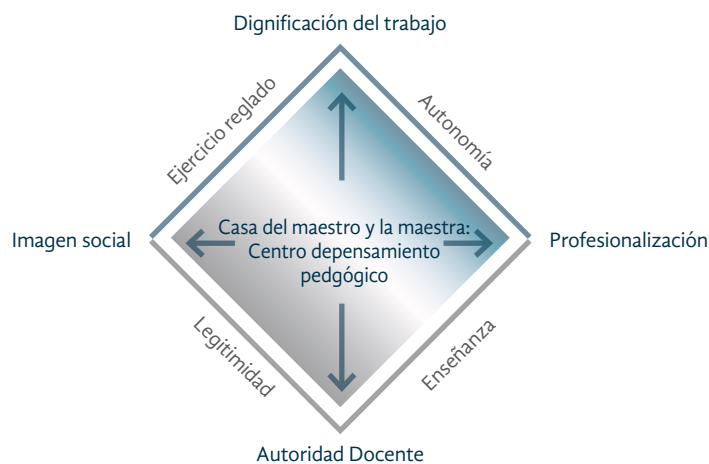 Dignificación del trabajo
Ejercicio reglado
Autonomía
Imagen social
Casa del maestro y la maestra:
Centro depensamiento
pedgógico
Profesionalización
Legitimidad
Enseñanza
Autoridad Docente